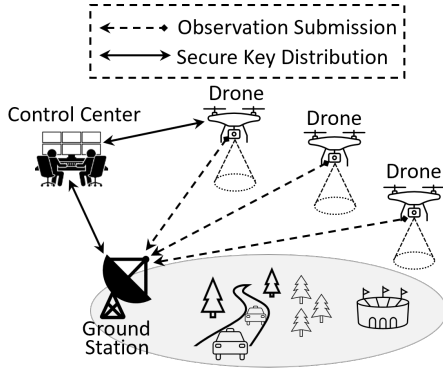 Observation Submission
Secure Key Distribution
Drone
Control Center
Drone
Drone
Ground
Station